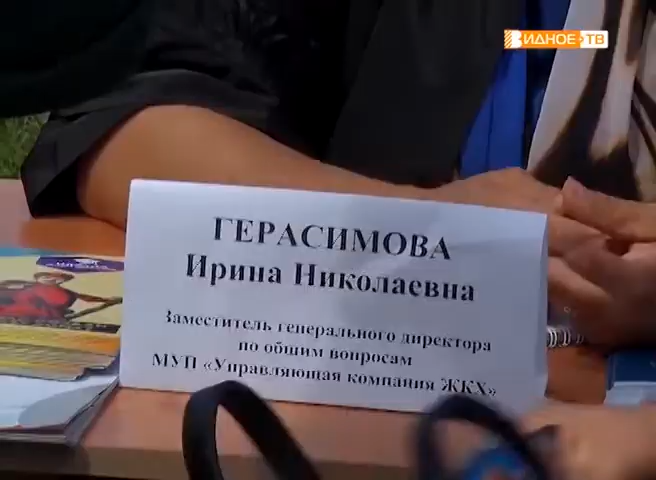 ВИДНОЕ-ТВ
ГЕРАСИМОВА
Ирина Николаевна
Заместитель генерального директора
по общим вопросам
МУП «Управляющая компания ЖКХ»